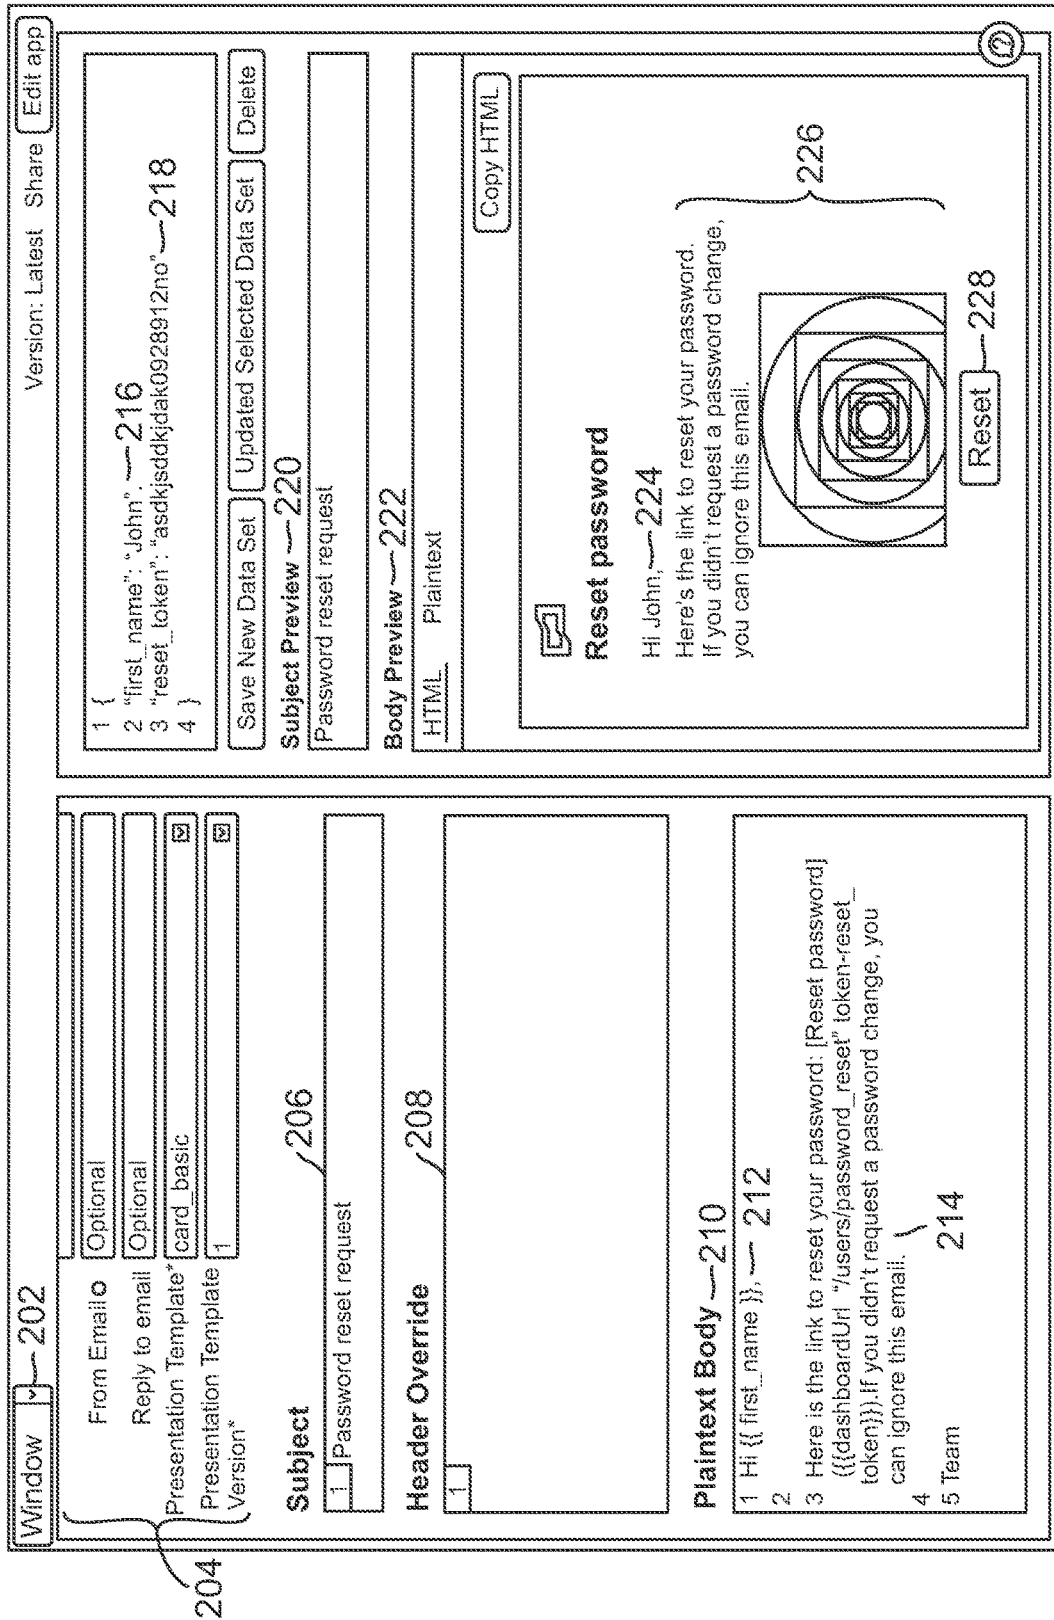 Window 202
Version: Latest Share Edit app
204
From Email Optional
Reply to email Optional
Presentation Template* card_basic
Presentation Template 1
Version*
Subject 206
1 Password reset request
Header Override 208
1
Plaintext Body 210
1 Hi {{ first_name }}, 212
2
3 Here is the link to reset your password: [Reset password]
({{dashboardUrl "/users/password_reset" token-reset_
token}}).If you didn't request a password change, you
can ignore this email.
214
4
5 Team
1 {
2 "first_name": "John". 216
3 "reset_token": "asdkjsddkjdak0928912no" 218
4 }
Save New Data Set Updated Selected Data Set Delete
Subject Preview 220
Password reset request
Body Preview 222
HTML Plaintext
Copy HTML
Reset password
Hi John, 224
Here's the link to reset your password.
If you didn't request a password change,
you can ignore this email.
226
Reset 228
?